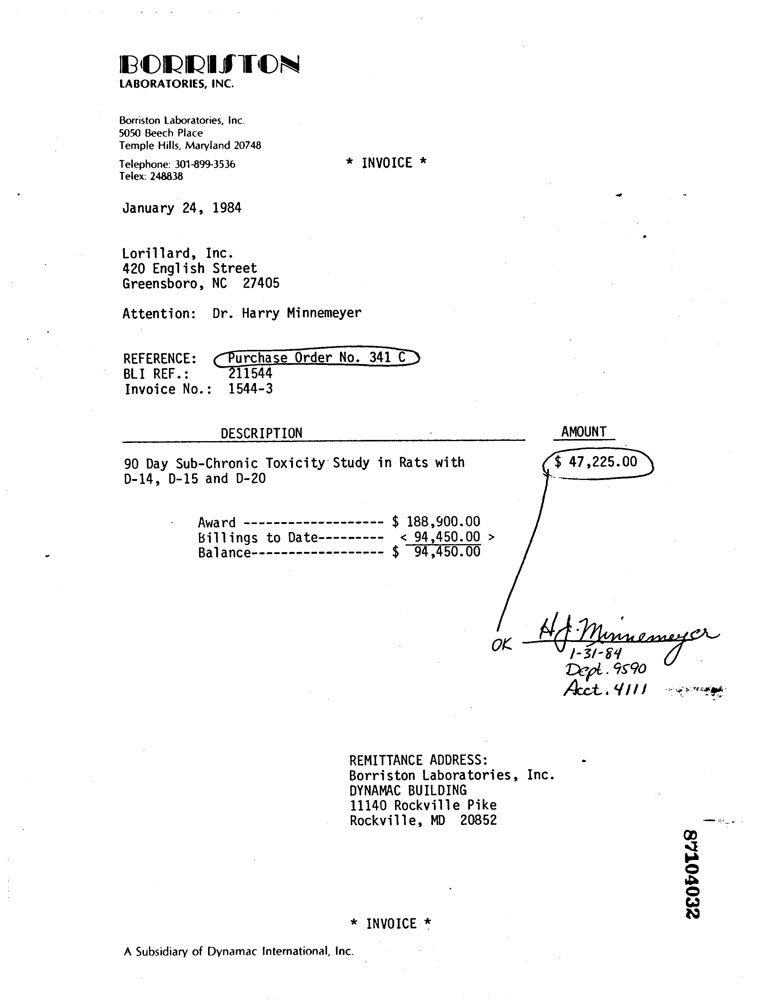 BORRISTON
LABORATORIES, INC.
Borriston Laboratories, Inc.
5050 Beech Place
Temple Hills, Maryland 20748
Telephone: 301-899-3536
Telex: 248838
* INVOICE *
January 24, 1984
Lorillard, Inc.
420 English Street
Greensboro, NC 27405
Attention: Dr. Harry Minnemeyer
REFERENCE: Purchase Order No. 341 C
BLI REF.: 211544
Invoice No.: 1544-3
DESCRIPTION AMOUNT
90 Day Sub-Chronic Toxicity Study in Rats with $ 47,225.00
D-14, D-15 and D-20
Award ------------------- $ 188,900.00
Billings to Date--------- < 94,450.00 >
Balance------------------ $ 94,450.00
OK H.J. Minnemeyer
1-31-84
Dept. 9590
Acct. 4111
REMITTANCE ADDRESS:
Borriston Laboratories, Inc.
DYNAMAC BUILDING
11140 Rockville Pike
Rockville, MD 20852
87104032
* INVOICE *
A Subsidiary of Dynamac International, Inc.